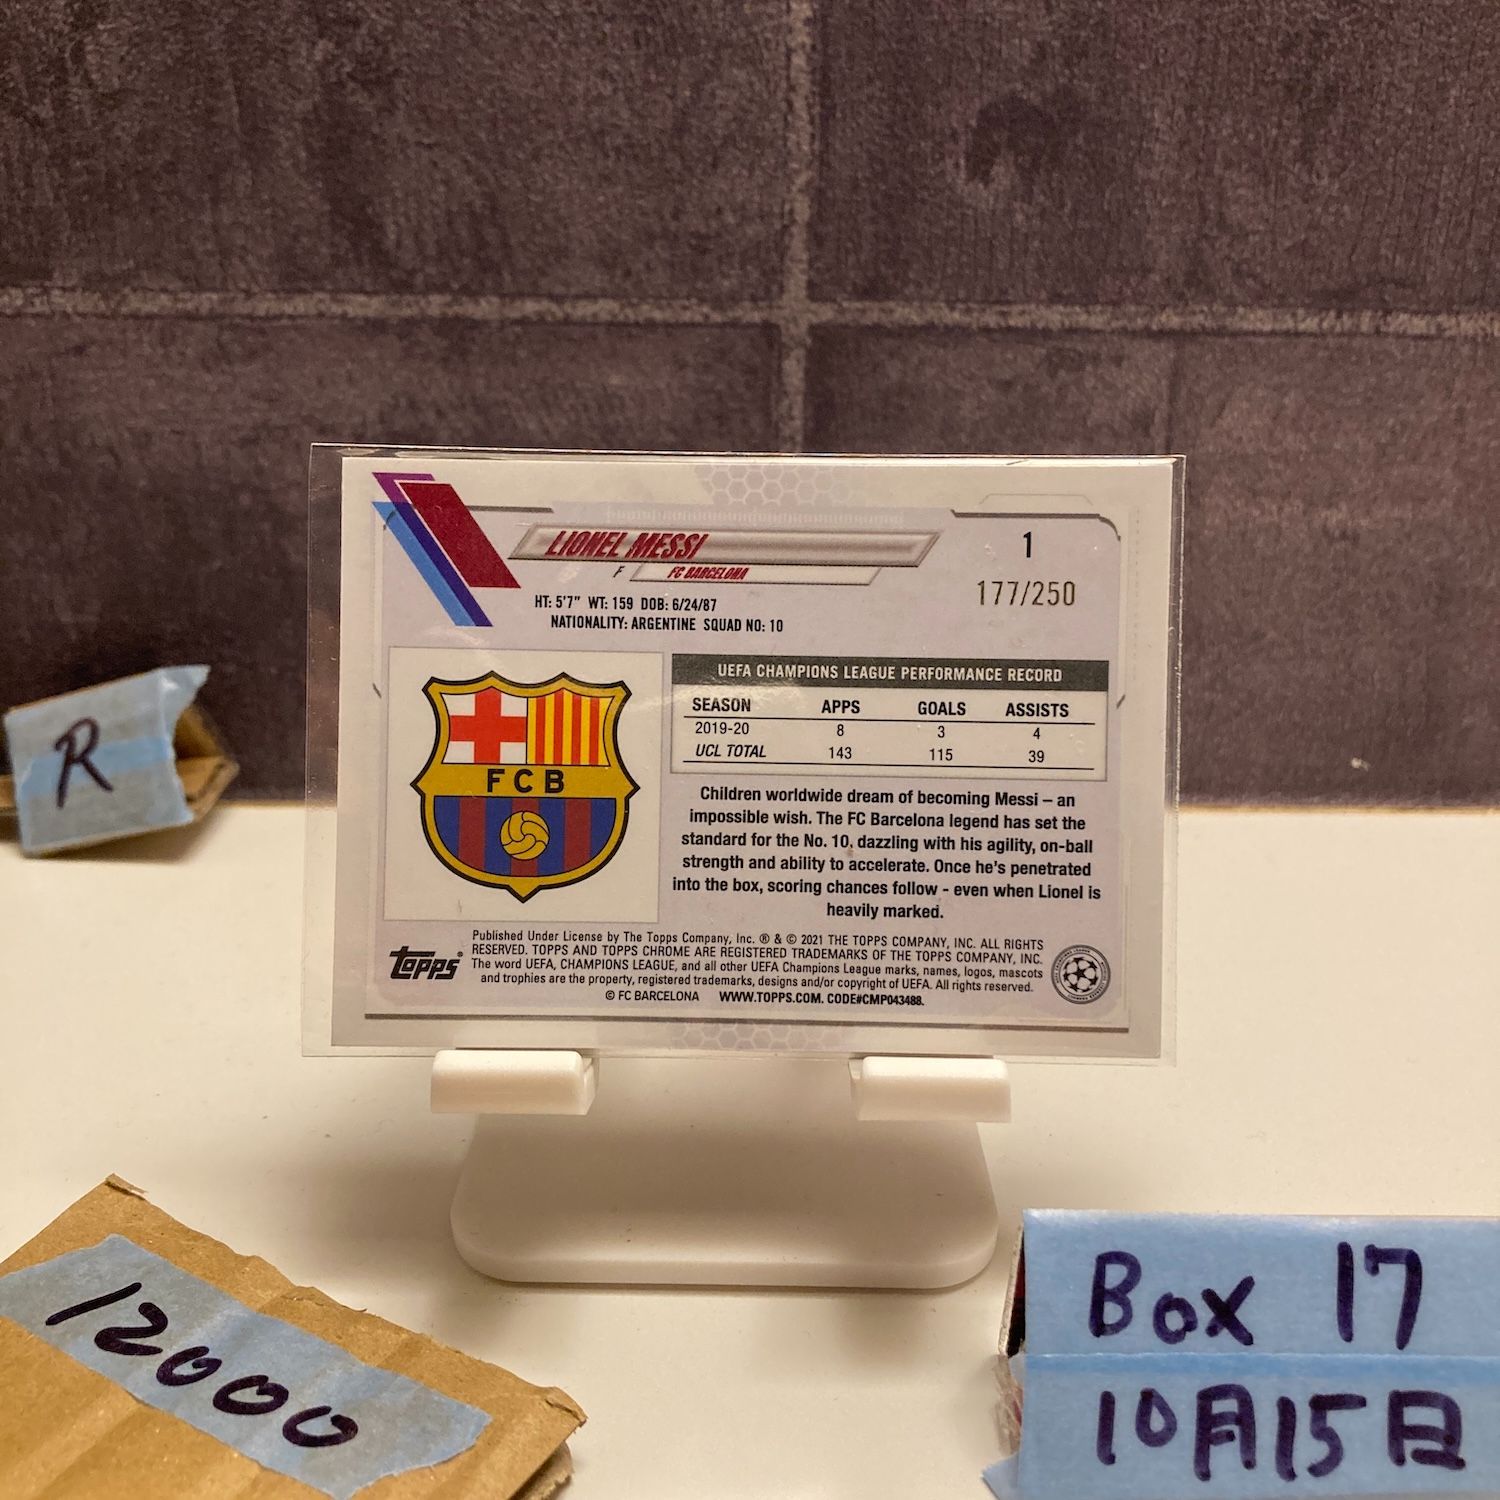 LIONEL MESSI
F FC BARCELONA
1
177/250
HT: 5'7" WT: 159 DOB: 6/24/87
NATIONALITY: ARGENTINE SQUAD NO: 10
FCB
UEFA CHAMPIONS LEAGUE PERFORMANCE RECORD
SEASON APPS GOALS ASSISTS
2019-20 8 3 4
UCL TOTAL 143 115 39
Children worldwide dream of becoming Messi – an
impossible wish. The FC Barcelona legend has set the
standard for the No. 10, dazzling with his agility, on-ball
strength and ability to accelerate. Once he's penetrated
into the box, scoring chances follow - even when Lionel is
heavily marked.
topps®
Published Under License by The Topps Company, Inc. ® & © 2021 THE TOPPS COMPANY, INC. ALL RIGHTS
RESERVED. TOPPS AND TOPPS CHROME ARE REGISTERED TRADEMARKS OF THE TOPPS COMPANY, INC.
The word UEFA, CHAMPIONS LEAGUE, and all other UEFA Champions League marks, names, logos, mascots
and trophies are the property, registered trademarks, designs and/or copyright of UEFA. All rights reserved.
© FC BARCELONA WWW.TOPPS.COM. CODE#CMP043488.
R
12000
Box 17
10月15日